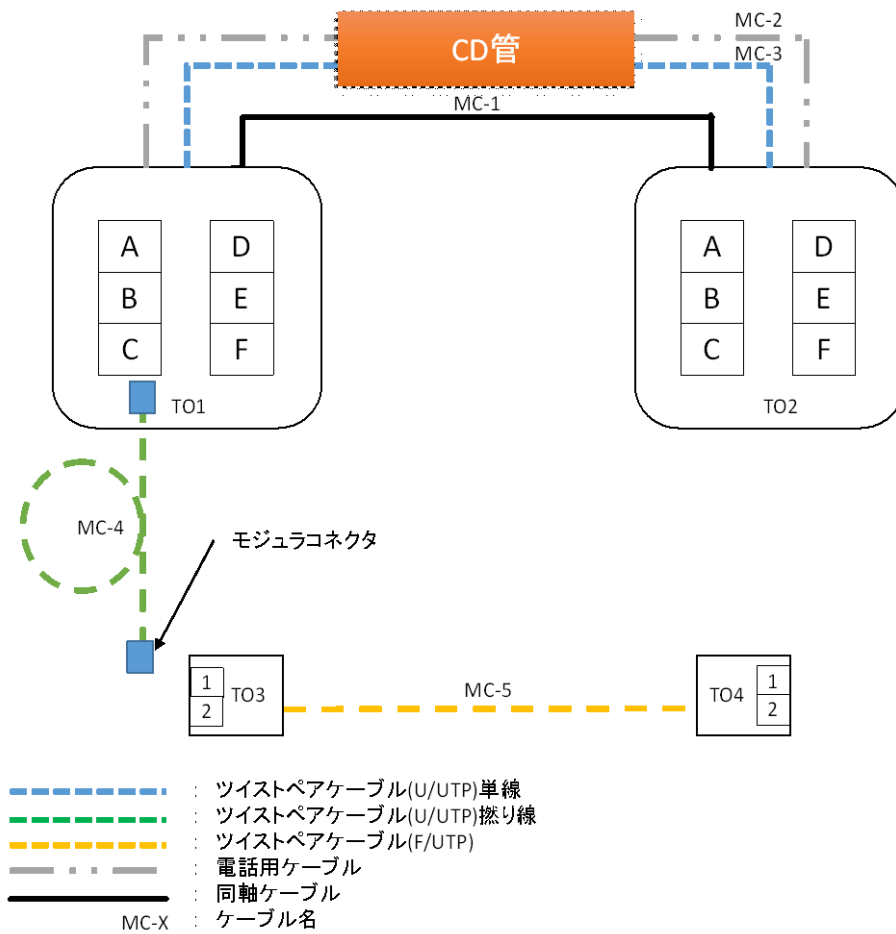 MC-2
CD管
MC-3
MC-1
A
B
C
D
E
F
TO1
A
B
C
D
E
F
TO2
MC-4
モジュラコネクタ
1
2
TO3
MC-5
TO4
1
2
: ツイストペアケーブル(U/UTP)単線
: ツイストペアケーブル(U/UTP)撚り線
: ツイストペアケーブル(F/UTP)
: 電話用ケーブル
: 同軸ケーブル
MC-X : ケーブル名